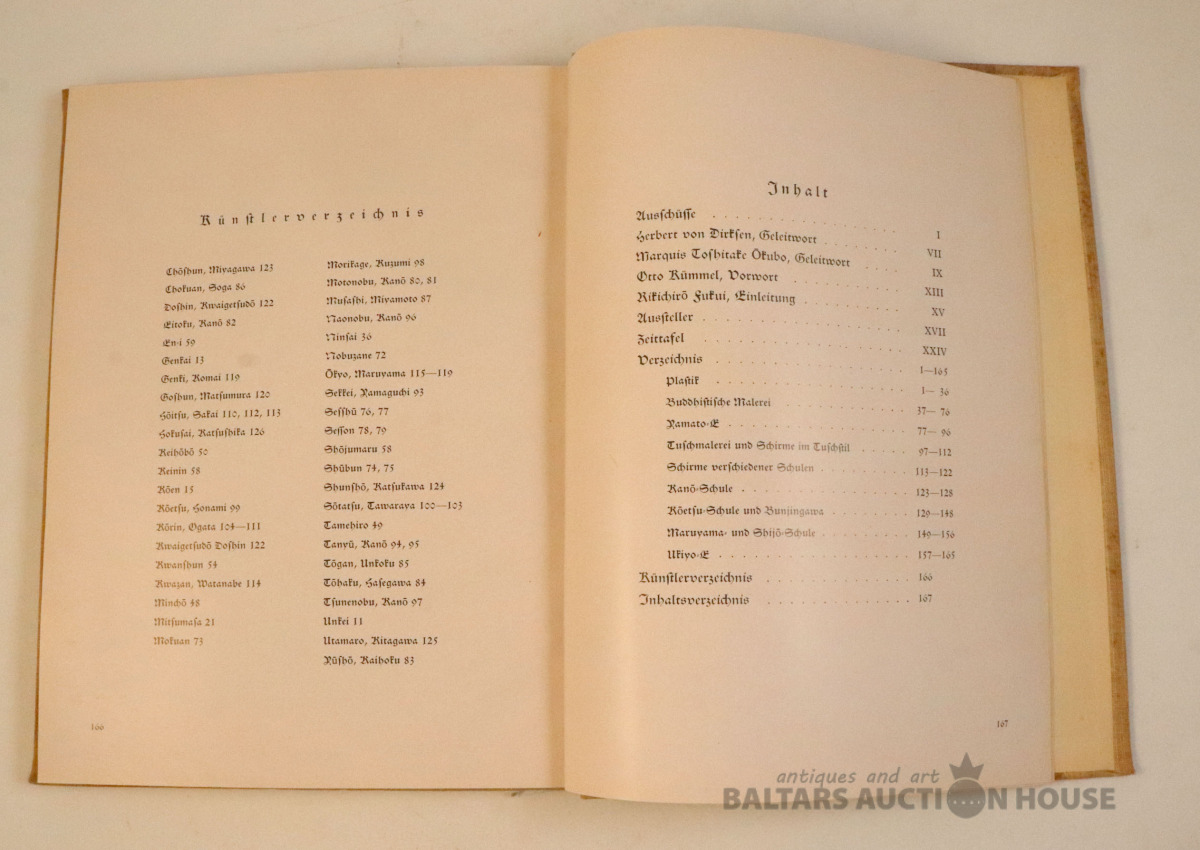 Künstlerverzeichnis
Chōshun, Miyagawa 123
Chokuan, Soga 86
Doshin, Kwaigetsudō 122
Eitoku, Kanō 82
En-i 59
Genkai 13
Genki, Komai 119
Goshun, Matsumura 120
Hōitsu, Sakai 110, 112, 113
Hokusai, Katsushika 126
Keihōbō 50
Keinin 58
Kōen 15
Kōetsu, Honami 99
Kōrin, Ogata 104—111
Kwaigetsudō Doshin 122
Kwanshun 54
Kwazan, Watanabe 114
Minchō 48
Mitsumasa 21
Mokuan 73
Morikage, Kuzumi 98
Motonobu, Kanō 80, 81
Musashi, Miyamoto 87
Naonobu, Kanō 96
Ninsai 36
Nobuzane 72
Ōkyo, Maruyama 115—119
Sekkei, Yamaguchi 93
Sesshū 76, 77
Sesson 78, 79
Shōjumaru 58
Shūbun 74, 75
Shunshō, Katsukawa 124
Sōtatsu, Tawaraya 100—103
Tamehiro 49
Tanyū, Kanō 94, 95
Tōgan, Unkoku 85
Tōhaku, Hasegawa 84
Tsunenobu, Kanō 97
Unkei 11
Utamaro, Kitagawa 125
Yūshō, Kaihoku 83
166
Inhalt
Ausschüsse . . . . . . . . . . . I
Herbert von Dirksen, Geleitwort . . . . . . VII
Marquis Toshitake Ōkubo, Geleitwort . . . . IX
Otto Kümmel, Vorwort . . . . . . . . XIII
Rikichirō Fukui, Einleitung . . . . . . . XV
Aussteller . . . . . . . . . . . XVII
Zeittafel . . . . . . . . . . . XXIV
Verzeichnis . . . . . . . . . . . 1—165
Plastik . . . . . . . . . . . 1— 36
Buddhistische Malerei . . . . . . . . 37— 76
Yamato-E . . . . . . . . . . 77— 96
Tuschmalerei und Schirme im Tuschstil . . . . 97—112
Schirme verschiedener Schulen . . . . . . 113—122
Kanō-Schule . . . . . . . . . . 123—128
Kōetsu-Schule und Bunjingawa . . . . . . 129—148
Maruyama- und Shijō-Schule . . . . . . 149—156
Ukiyo-E . . . . . . . . . . . 157—165
Künstlerverzeichnis . . . . . . . . . 166
Inhaltsverzeichnis . . . . . . . . . 167
167
antiques and art
BALTARS AUCTION HOUSE